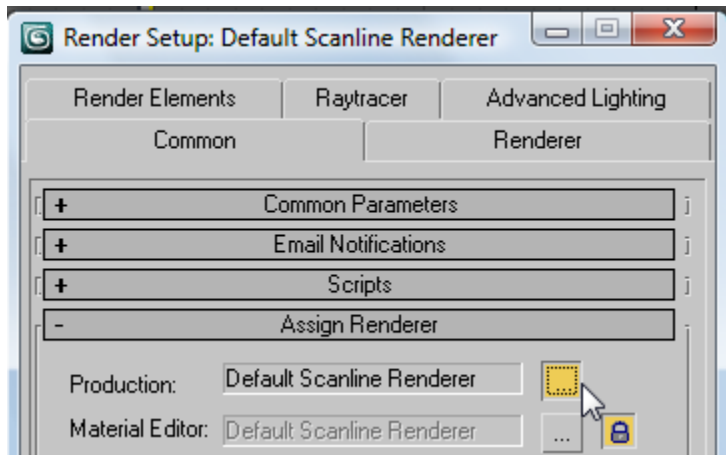 Render Setup: Default Scanline Renderer
Render Elements Raytracer Advanced Lighting
Common Renderer
+ Common Parameters
+ Email Notifications
+ Scripts
- Assign Renderer
Production: Default Scanline Renderer ...
Material Editor: Default Scanline Renderer ...